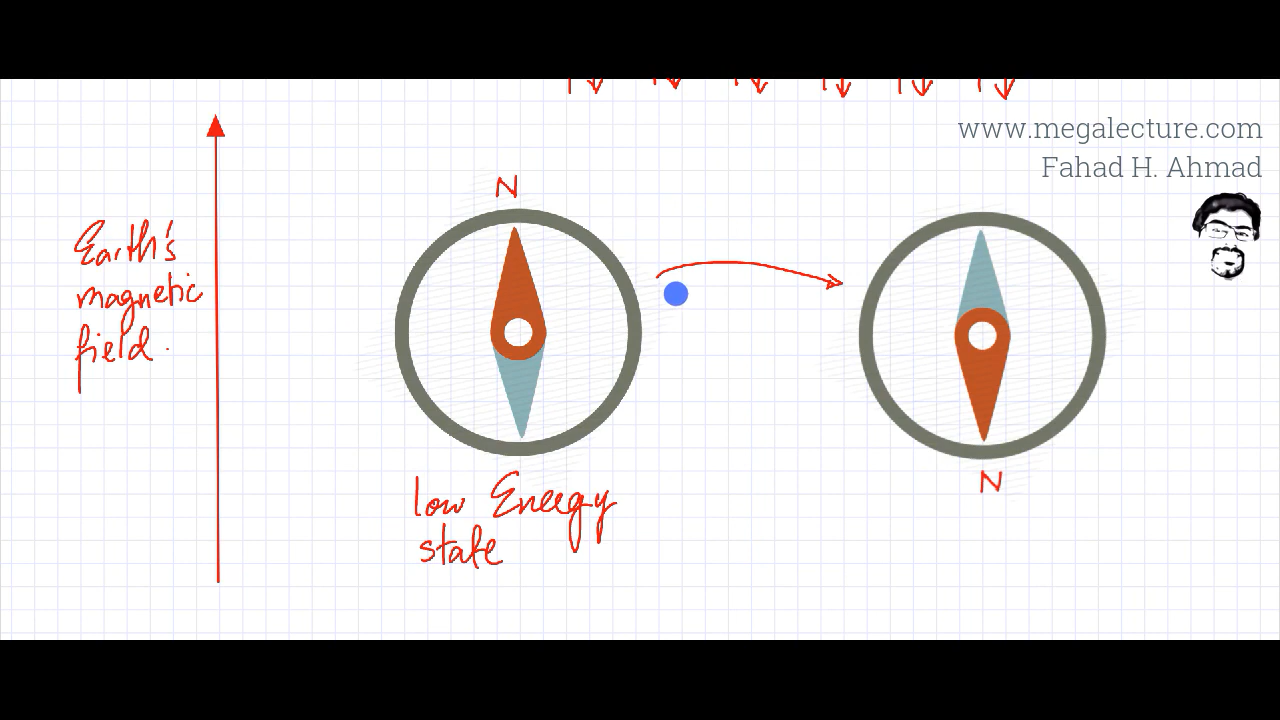 www.megalecture.com
Fahad H. Ahmad
N
Earth's
magnetic
field.
N
low Energy
state